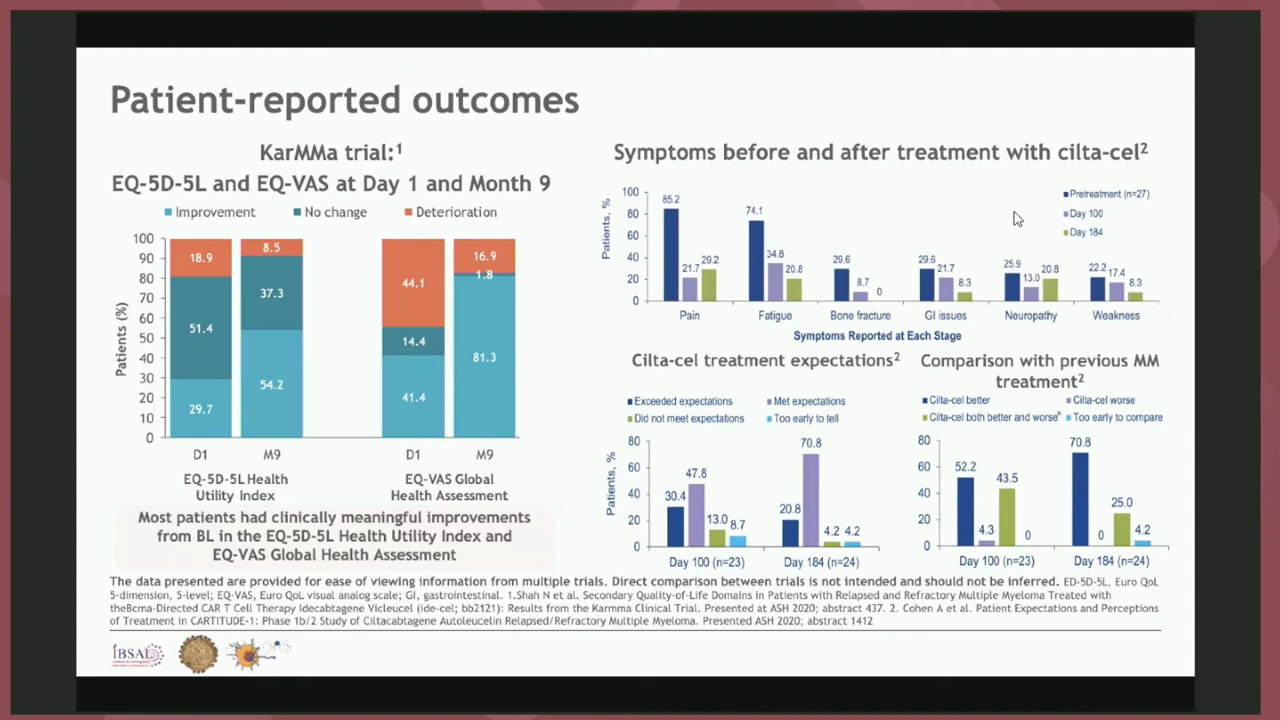 Patient-reported outcomes
KarMMa trial:1
EQ-5D-5L and EQ-VAS at Day 1 and Month 9
Improvement No change Deterioration
Patients (%)
100
90
80
70
60
50
40
30
20
10
0
18.9
51.4
29.7
8.5
37.3
54.2
44.1
14.4
41.4
16.9
1.8
81.3
D1 M9 D1 M9
EQ-5D-5L Health
Utility Index
EQ-VAS Global
Health Assessment
Most patients had clinically meaningful improvements
from BL in the EQ-5D-5L Health Utility Index and
EQ-VAS Global Health Assessment
Symptoms before and after treatment with cilta-cel2
Pretreatment (n=27)
Day 100
Day 184
Patients, %
100
80
60
40
20
0
85.2 21.7 29.2
74.1 34.8 20.8
29.6 8.7 0
29.6 21.7 8.3
25.9 13.0 20.8
22.2 17.4 8.3
Pain Fatigue Bone fracture GI issues Neuropathy Weakness
Symptoms Reported at Each Stage
Cilta-cel treatment expectations2
Exceeded expectations Met expectations
Did not meet expectations Too early to tell
Patients, %
80
60
40
20
0
30.4 47.8 13.0 8.7
20.8 70.8 4.2 4.2
Day 100 (n=23) Day 184 (n=24)
Comparison with previous MM
treatment2
Cilta-cel better Cilta-cel worse
Cilta-cel both better and worsea Too early to compare
80
60
40
20
0
52.2 4.3 43.5 0
70.8 0 25.0 4.2
Day 100 (n=23) Day 184 (n=24)
The data presented are provided for ease of viewing information from multiple trials. Direct comparison between trials is not intended and should not be inferred. ED-5D-5L, Euro QoL
5-dimension, 5-level; EQ-VAS, Euro QoL visual analog scale; GI, gastrointestinal. 1.Shah N et al. Secondary Quality-of-Life Domains in Patients with Relapsed and Refractory Multiple Myeloma Treated with
theBcma-Directed CAR T Cell Therapy Idecabtagene Vicleucel (ide-cel; bb2121): Results from the Karmma Clinical Trial. Presented at ASH 2020; abstract 437. 2. Cohen A et al. Patient Expectations and Perceptions
of Treatment in CARTITUDE-1: Phase 1b/2 Study of Ciltacabtagene Autoleucelin Relapsed/Refractory Multiple Myeloma. Presented ASH 2020; abstract 1412
IBSAL